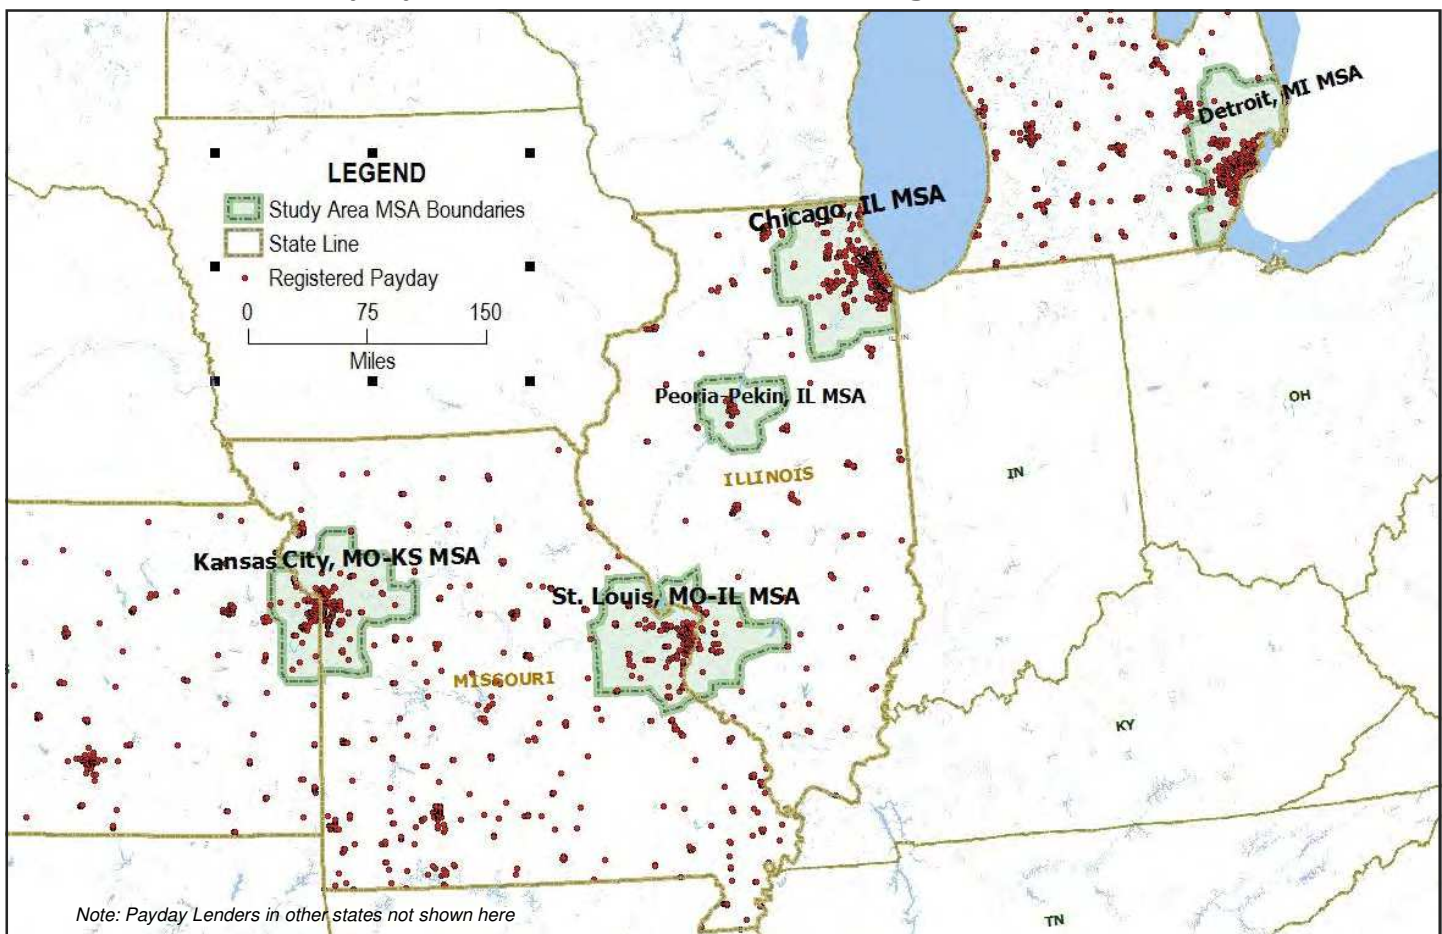 Detroit, MI MSA
LEGEND
Study Area MSA Boundaries
State Line
Registered Payday
0 75 150
Miles
Chicago, IL MSA
Peoria-Pekin, IL MSA
OH
IN
ILLINOIS
Kansas City, MO-KS MSA
St. Louis, MO-IL MSA
MISSOURI
KY
TN
Note: Payday Lenders in other states not shown here